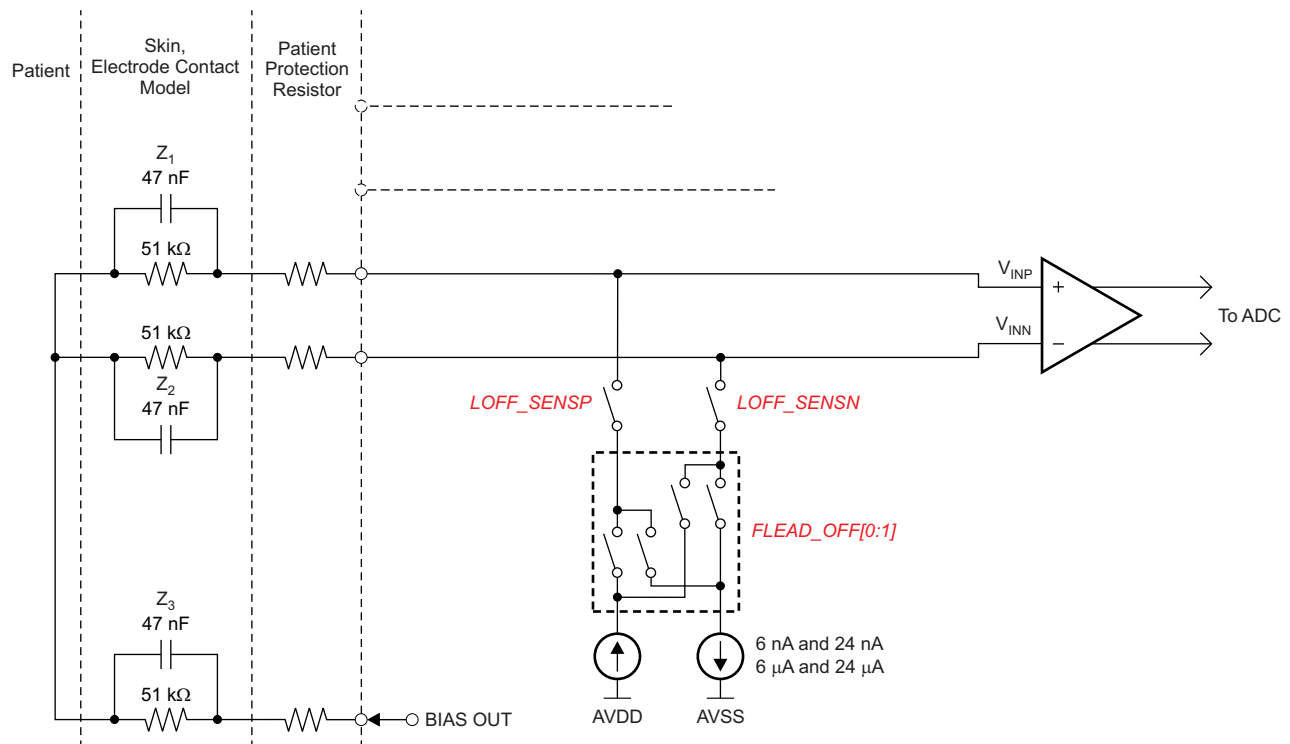 Patient
Skin,
Electrode Contact
Model
Patient
Protection
Resistor
Z1
47 nF
51 kΩ
51 kΩ
Z2
47 nF
Z3
47 nF
51 kΩ
VINP
+
VINN
−
To ADC
LOFF_SENSP
LOFF_SENSN
FLEAD_OFF[0:1]
6 nA and 24 nA
6 μA and 24 μA
AVDD
AVSS
BIAS OUT